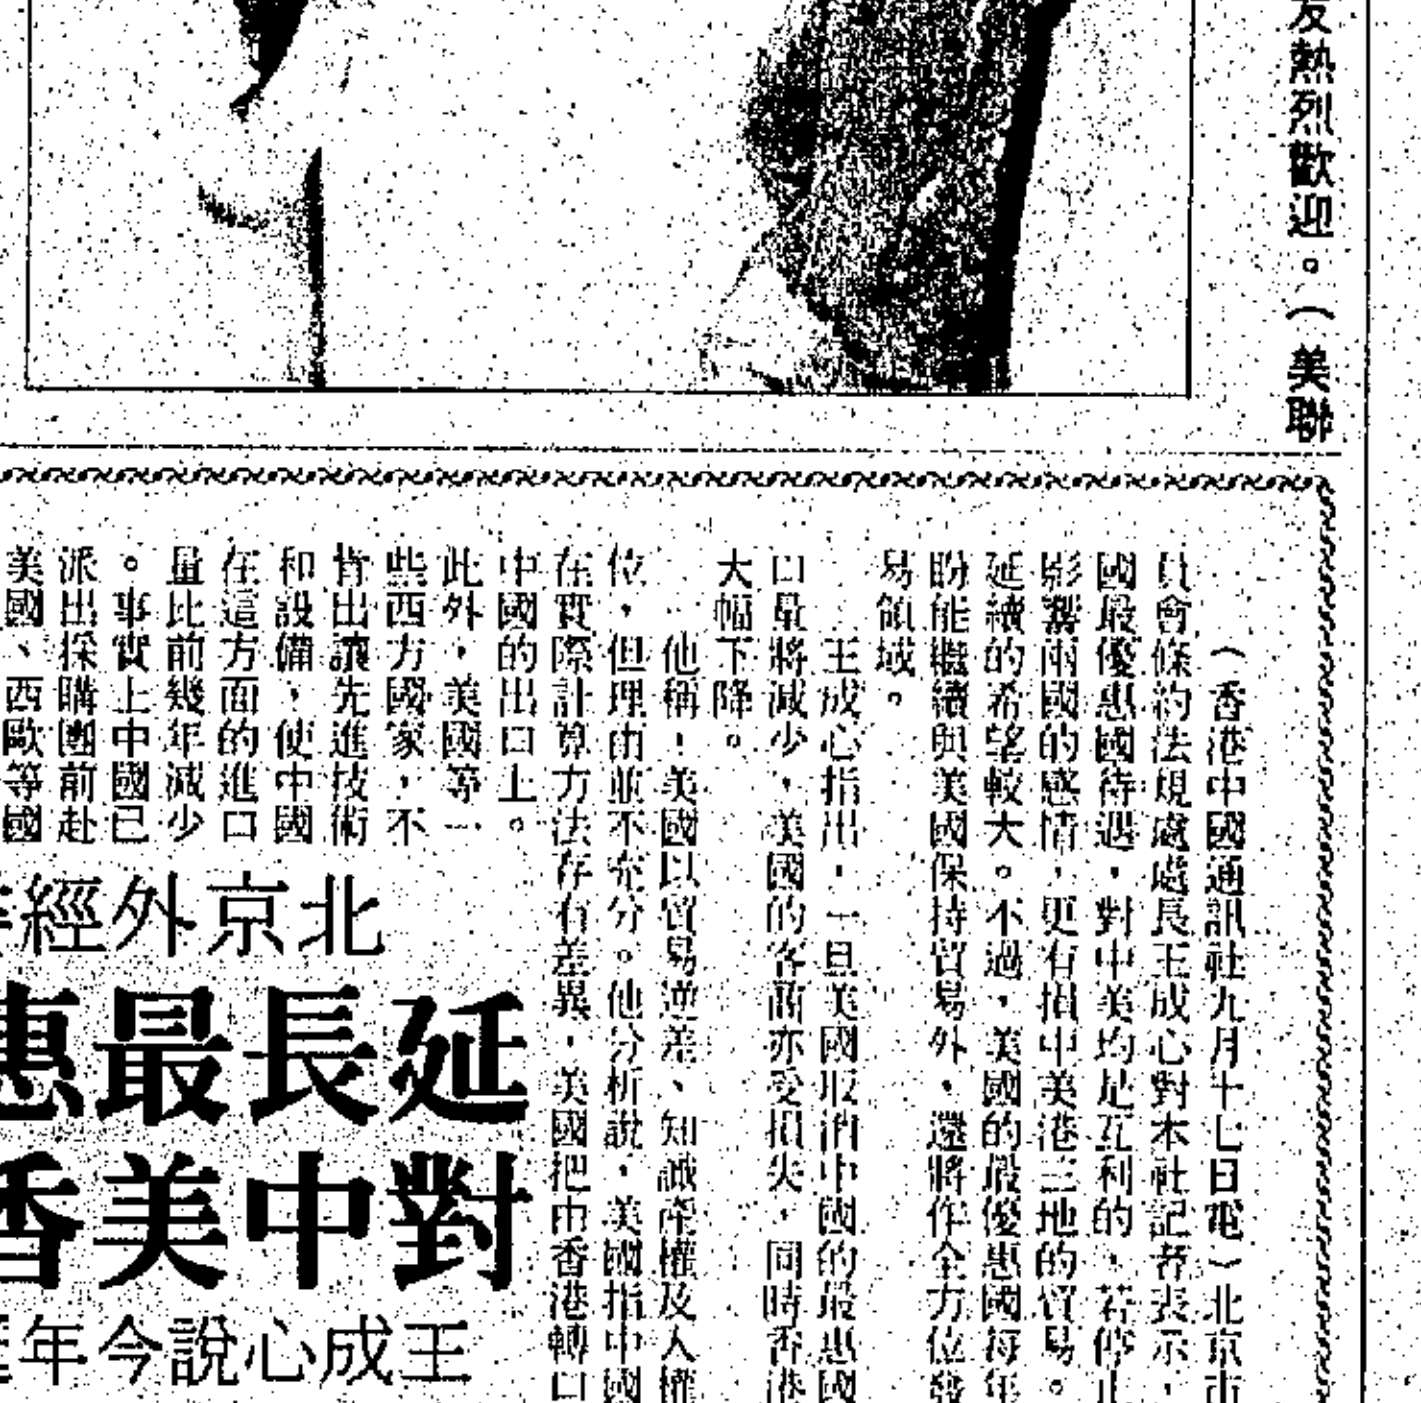 友熱烈歡迎。(美聯
(香港中國通訊社九月十七日電)北京市
員會條約法規處處長王成心對本社記者表示,
國最優惠國待遇,對中美均是互利的,若停止
影響兩國的感情,更有損中美港三地的貿易。
延續的希望較大。不過,美國的最優惠國每年
盼能繼續與美國保持貿易外,還將作全方位發
易領域。
王成心指出,一旦美國取消中國的最惠國
口量將減少,美國的客商亦受損失,同時香港
大幅下降。
他稱:美國以貿易逆差、知識產權及人權
位,但理由並不充分。他分析說,美國指中國
在實際計算方法存有差異,美國把由香港轉口
中國的出口上。
此外,美國等一
些西方國家,不
肯出讓先進技術
和設備,使中國
在這方面的進口
量比前幾年減少
。事實上中國已
派出採購團前赴
美國、西歐等國
北京外經
延長最惠
對中美香
王成心說今年